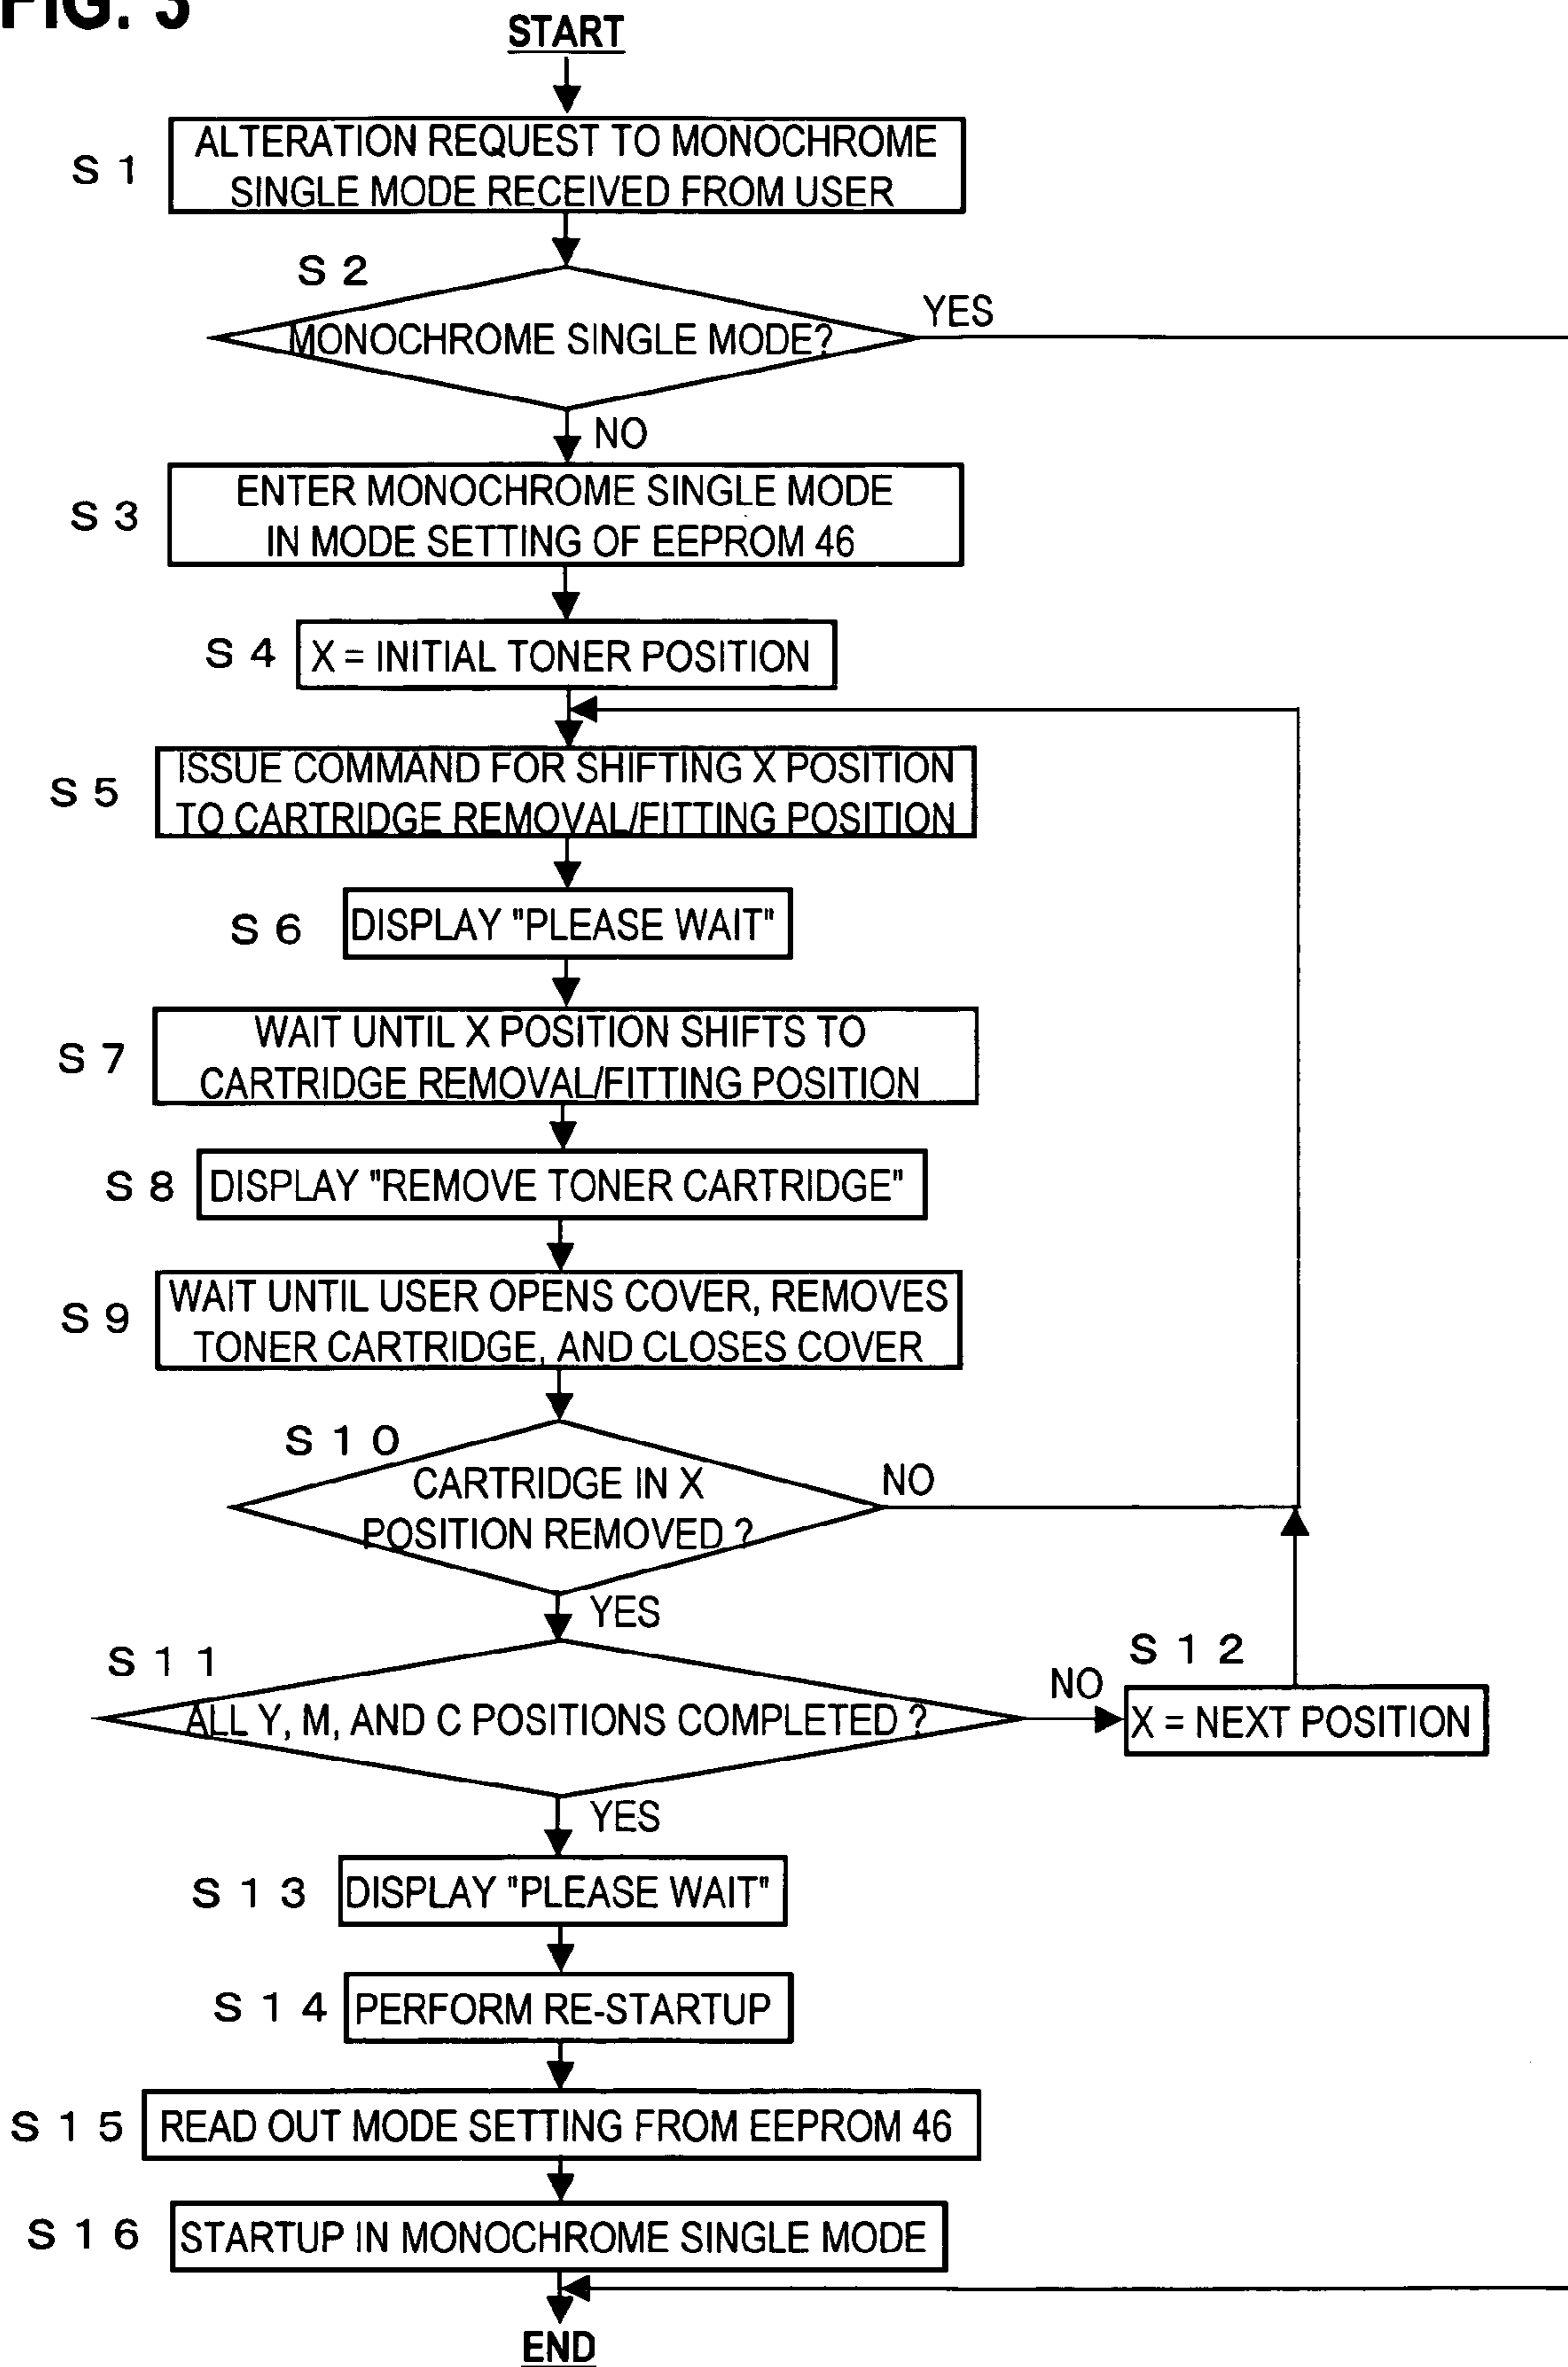 FIG. 3
START
S 1
ALTERATION REQUEST TO MONOCHROME
SINGLE MODE RECEIVED FROM USER
S 2
MONOCHROME SINGLE MODE?
YES
NO
S 3
ENTER MONOCHROME SINGLE MODE
IN MODE SETTING OF EEPROM 46
S 4
X = INITIAL TONER POSITION
S 5
ISSUE COMMAND FOR SHIFTING X POSITION
TO CARTRIDGE REMOVAL/FITTING POSITION
S 6
DISPLAY "PLEASE WAIT"
S 7
WAIT UNTIL X POSITION SHIFTS TO
CARTRIDGE REMOVAL/FITTING POSITION
S 8
DISPLAY "REMOVE TONER CARTRIDGE"
S 9
WAIT UNTIL USER OPENS COVER, REMOVES
TONER CARTRIDGE, AND CLOSES COVER
S 1 0
CARTRIDGE IN X
POSITION REMOVED ?
NO
YES
S 1 1
ALL Y, M, AND C POSITIONS COMPLETED ?
NO
S 1 2
X = NEXT POSITION
YES
S 1 3
DISPLAY "PLEASE WAIT"
S 1 4
PERFORM RE-STARTUP
S 1 5
READ OUT MODE SETTING FROM EEPROM 46
S 1 6
STARTUP IN MONOCHROME SINGLE MODE
END